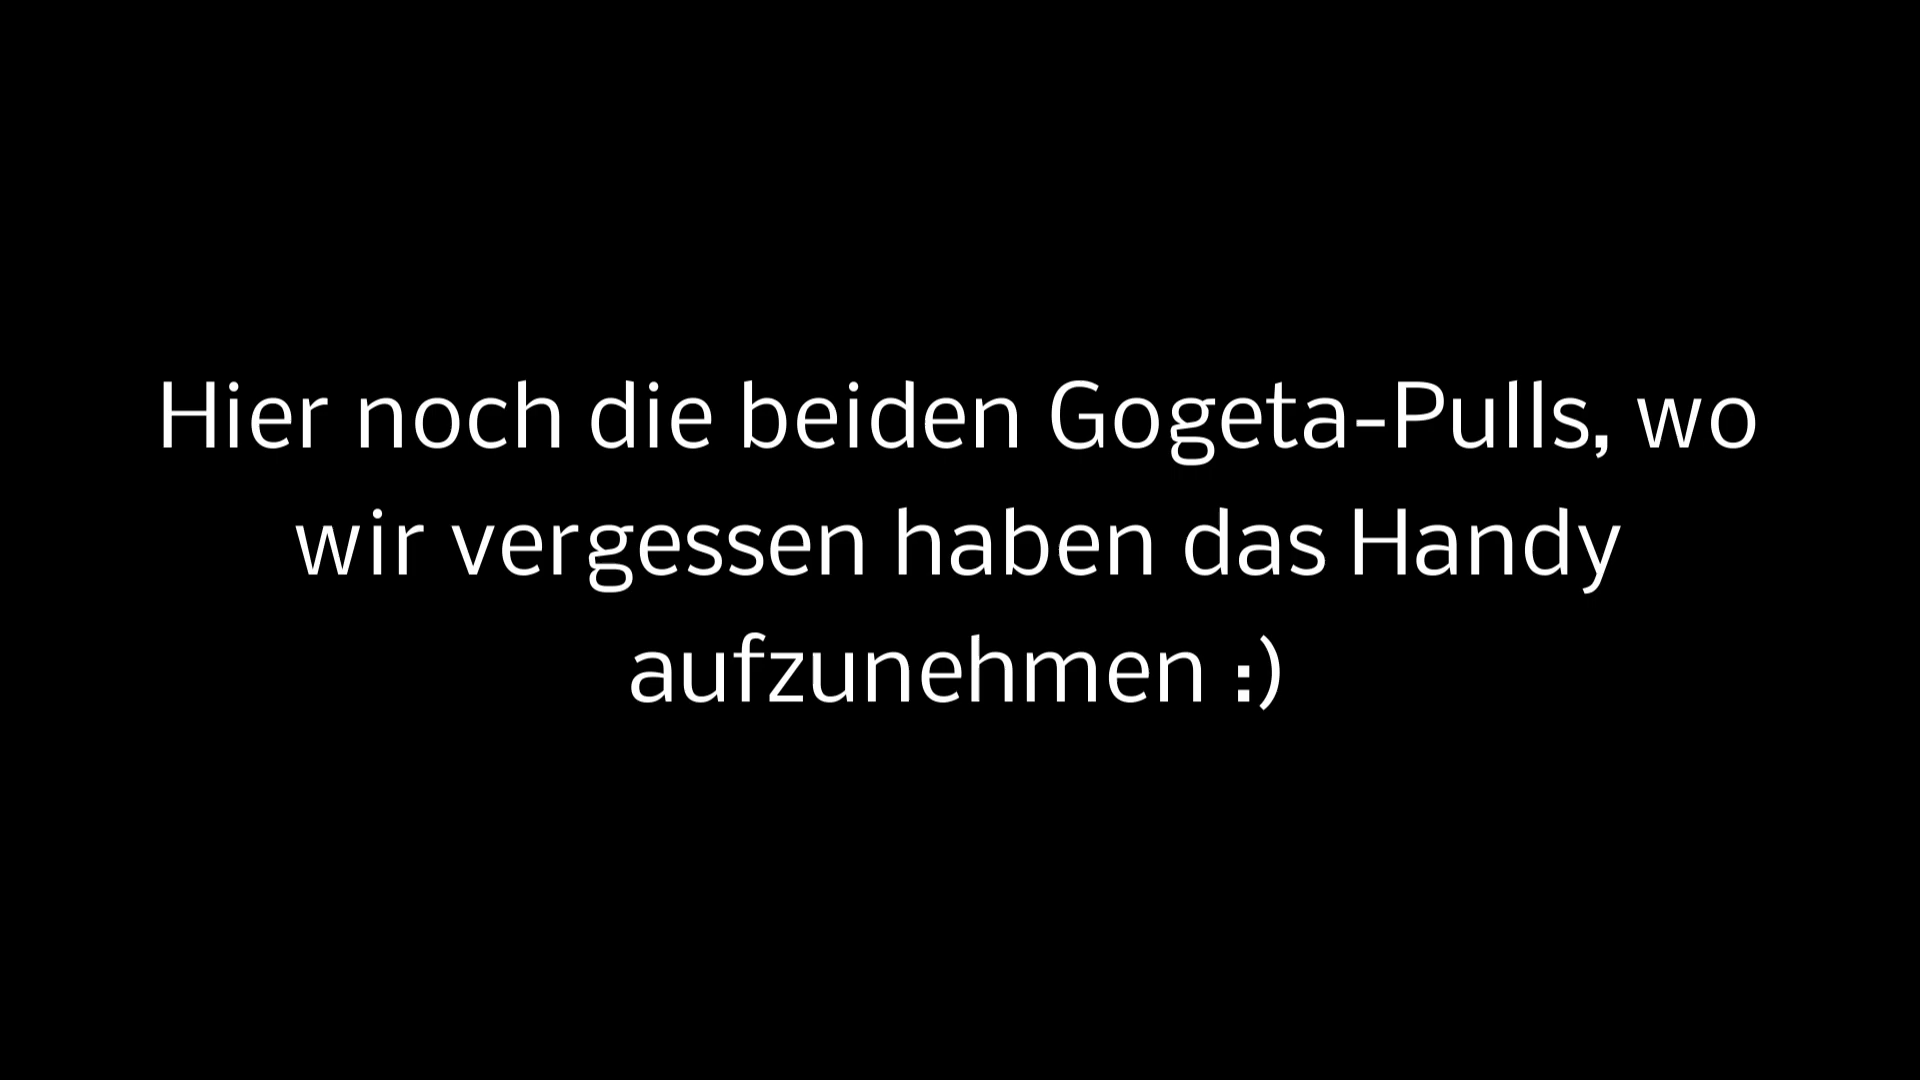 Hier noch die beiden Gogeta-Pulls, wo
wir vergessen haben das Handy
aufzunehmen :)